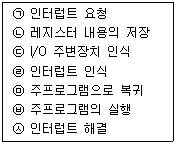 ㉠ 인터럽트 요청
㉡ 레지스터 내용의 저장
㉢ I/O 주변장치 인식
㉣ 인터럽트 인식
㉤ 주프로그램으로 복귀
㉥ 부프로그램의 실행
㉦ 인터럽트 해결